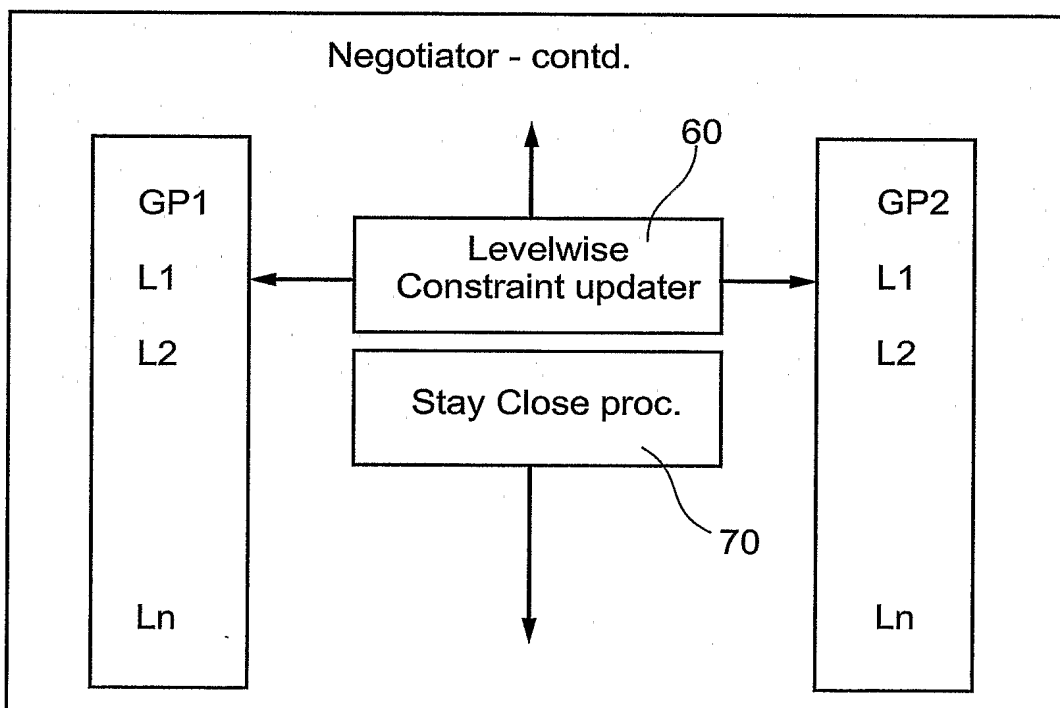 Negotiator - contd.
60
GP1
L1
L2
Ln
Levelwise
Constraint updater
Stay Close proc.
70
GP2
L1
L2
Ln